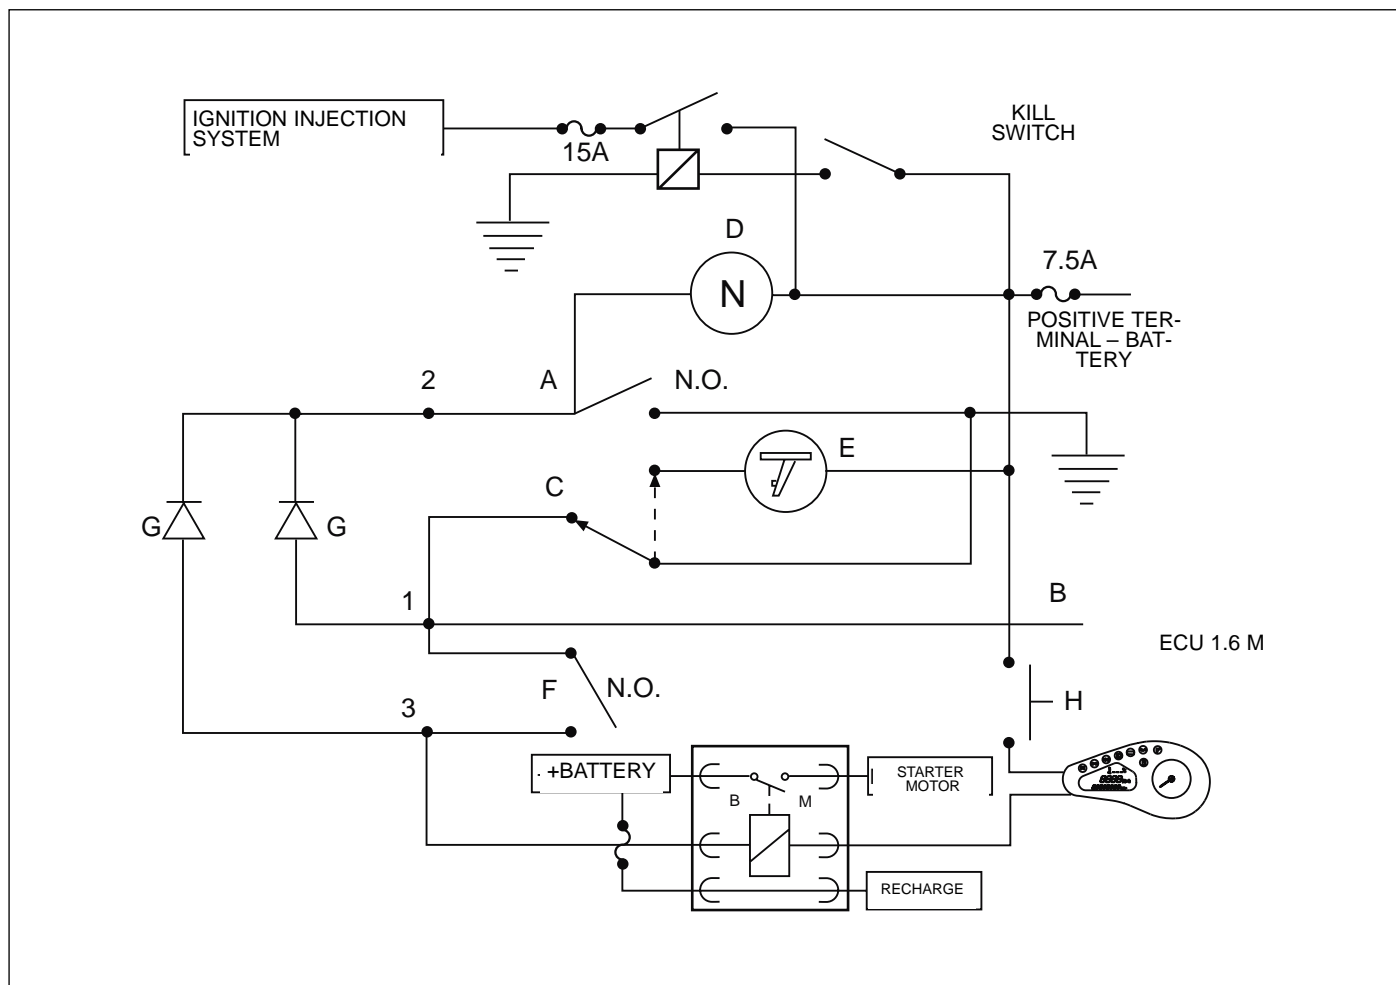 IGNITION INJECTION
SYSTEM
15A
KILL
SWITCH
D
N
7.5A
POSITIVE TER-
MINAL – BAT-
TERY
2
A
N.O.
E
C
G
G
1
B
ECU 1.6 M
F
N.O.
3
H
+BATTERY
STARTER
MOTOR
B
M
RECHARGE